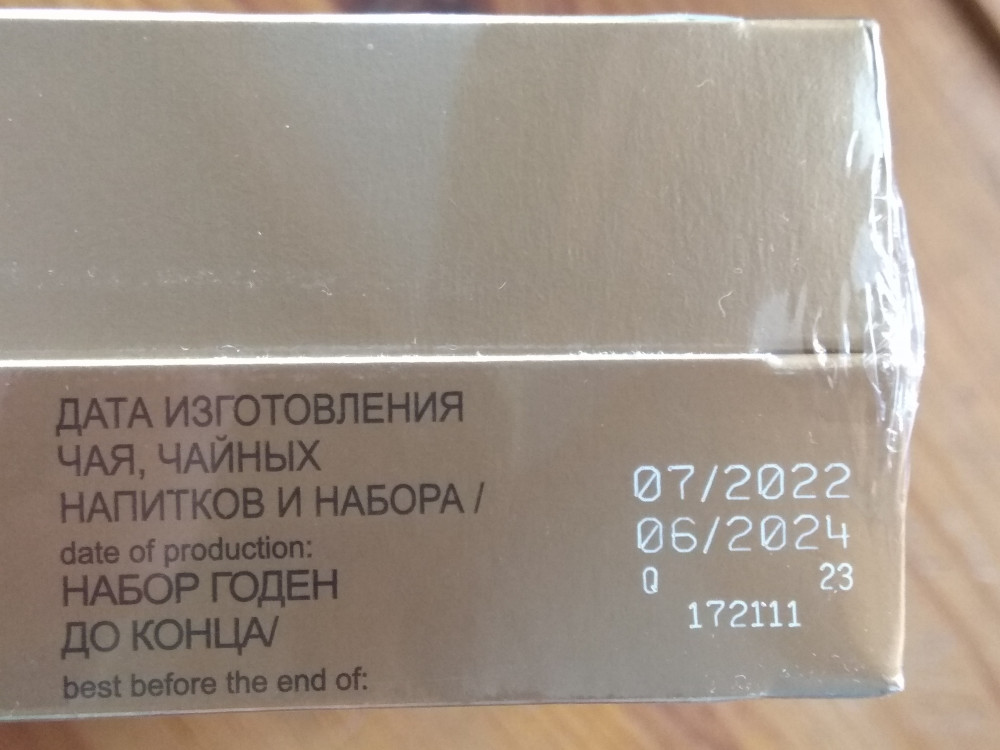 ДАТА ИЗГОТОВЛЕНИЯ
ЧАЯ, ЧАЙНЫХ
НАПИТКОВ И НАБОРА /
date of production:
НАБОР ГОДЕН
ДО КОНЦА/
best before the end of:
07/2022
06/2024
Q 23
172111